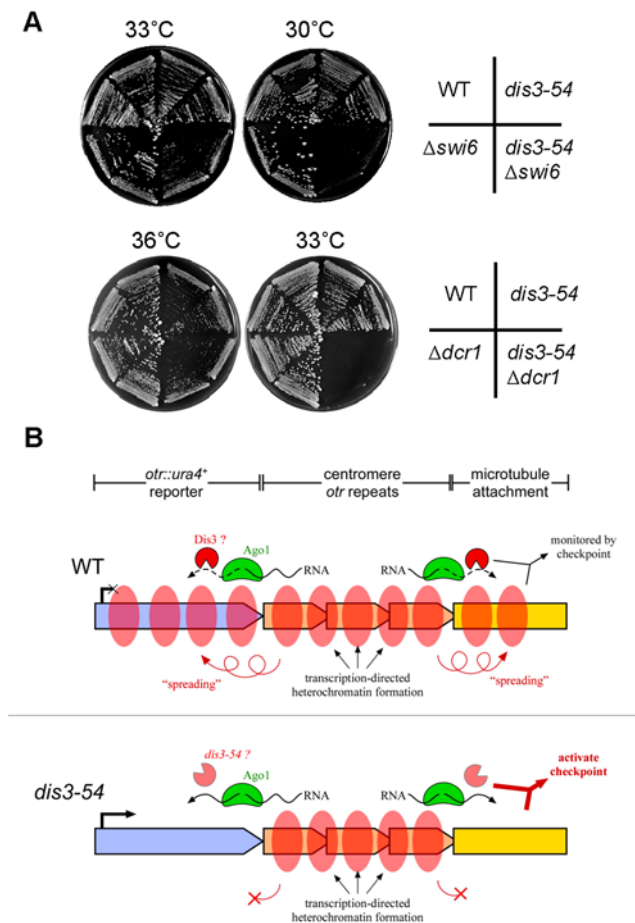 A
33°C 30°C
WT dis3-54
Δswi6 dis3-54
Δswi6
36°C 33°C
WT dis3-54
Δdcr1 dis3-54
Δdcr1
B
otr::ura4⁺
reporter
centromere
otr repeats
microtubule
attachment
WT
Dis3 ?
Ago1
RNA
RNA
monitored by
checkpoint
"spreading"
transcription-directed
heterochromatin formation
"spreading"
dis3-54
dis3-54 ?
Ago1
RNA
RNA
activate
checkpoint
transcription-directed
heterochromatin formation